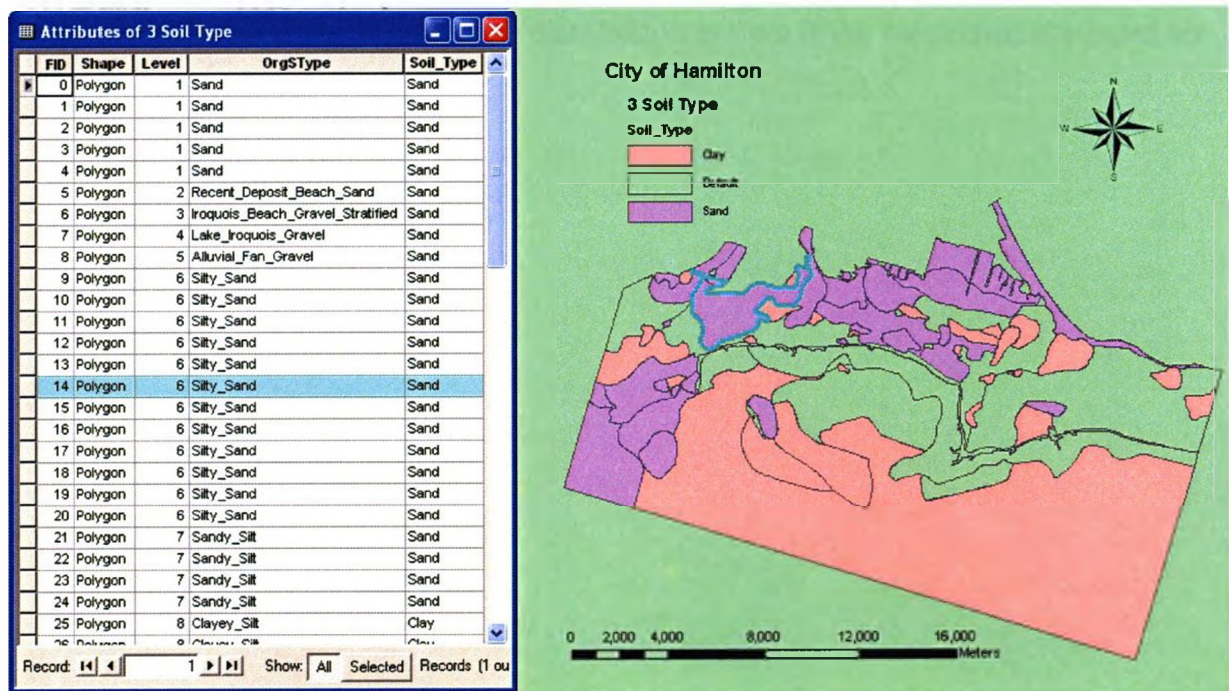 Attributes of 3 Soil Type
FID Shape Level OrgSType Soil_Type
0 Polygon 1 Sand Sand
1 Polygon 1 Sand Sand
2 Polygon 1 Sand Sand
3 Polygon 1 Sand Sand
4 Polygon 1 Sand Sand
5 Polygon 2 Recent_Deposit_Beach_Sand Sand
6 Polygon 3 Iroquois_Beach_Gravel_Stratified Sand
7 Polygon 4 Lake_Iroquois_Gravel Sand
8 Polygon 5 Alluvial_Fan_Gravel Sand
9 Polygon 6 Silty_Sand Sand
10 Polygon 6 Silty_Sand Sand
11 Polygon 6 Silty_Sand Sand
12 Polygon 6 Silty_Sand Sand
13 Polygon 6 Silty_Sand Sand
14 Polygon 6 Silty_Sand Sand
15 Polygon 6 Silty_Sand Sand
16 Polygon 6 Silty_Sand Sand
17 Polygon 6 Silty_Sand Sand
18 Polygon 6 Silty_Sand Sand
19 Polygon 6 Silty_Sand Sand
20 Polygon 6 Silty_Sand Sand
21 Polygon 7 Sandy_Silt Sand
22 Polygon 7 Sandy_Silt Sand
23 Polygon 7 Sandy_Silt Sand
24 Polygon 7 Sandy_Silt Sand
25 Polygon 8 Clayey_Silt Clay
Record: 1 Show: All Selected Records (1 ou
City of Hamilton
3 Soil Type
Soil_Type
Clay
Default
Sand
N
W E
S
0 2,000 4,000 8,000 12,000 16,000
Meters